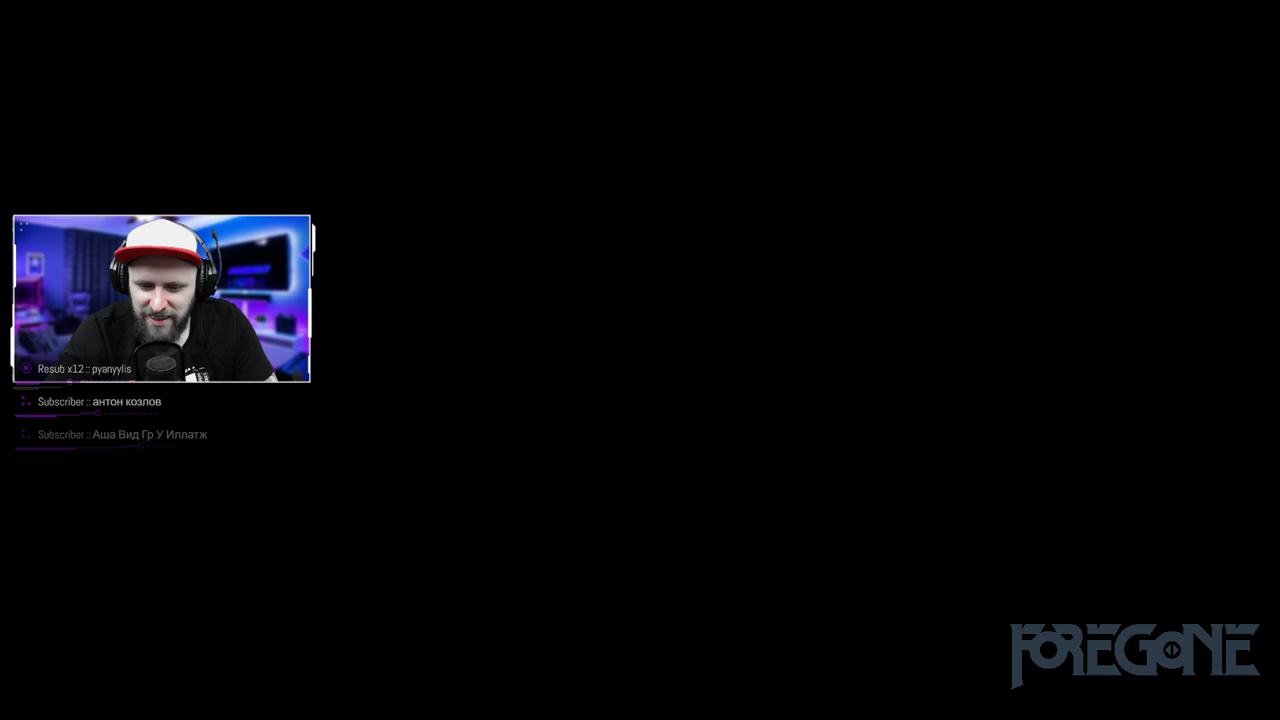 Resub x12 :: pyanyylis
Subscriber :: антон козлов
Subscriber :: Аша Вид Гр У Иллатж
FOREGONE